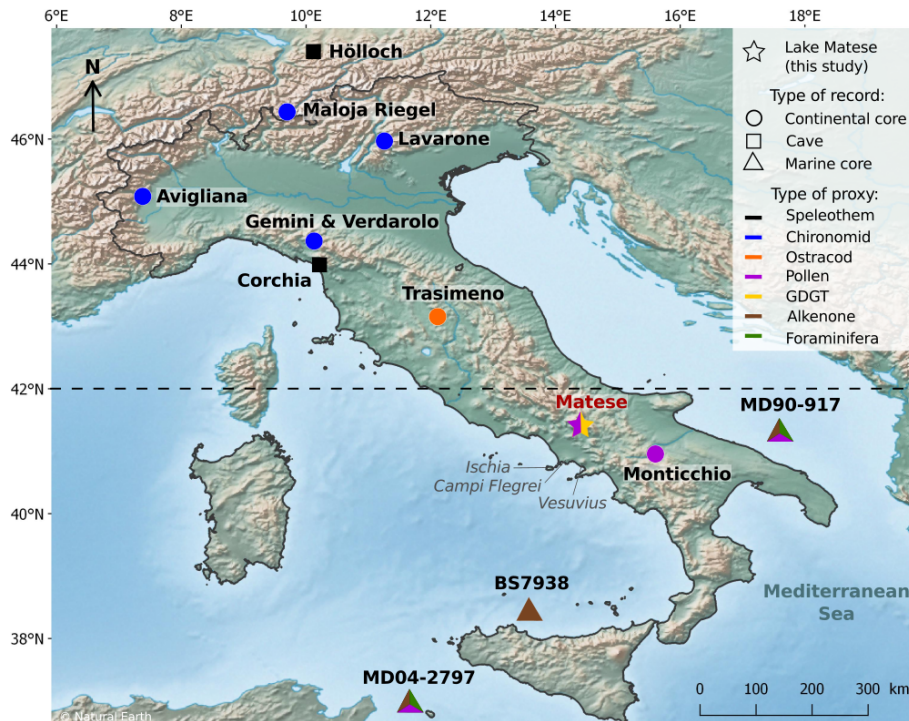 6°E 8°E 10°E 12°E 14°E 16°E 18°E
N
Hölloch
Maloja Riegel
Lavarone
Avigliana
Gemini & Verdarolo
Corchia
Trasimeno
Matese
MD90-917
Monticchio
Ischia
Campi Flegrei
Vesuvius
BS7938
MD04-2797
Mediterranean
Sea
46°N
44°N
42°N
40°N
38°N
Lake Matese
(this study)
Type of record:
Continental core
Cave
Marine core
Type of proxy:
Speleothem
Chironomid
Ostracod
Pollen
GDGT
Alkenone
Foraminifera
0 100 200 300 km
© Natural Earth